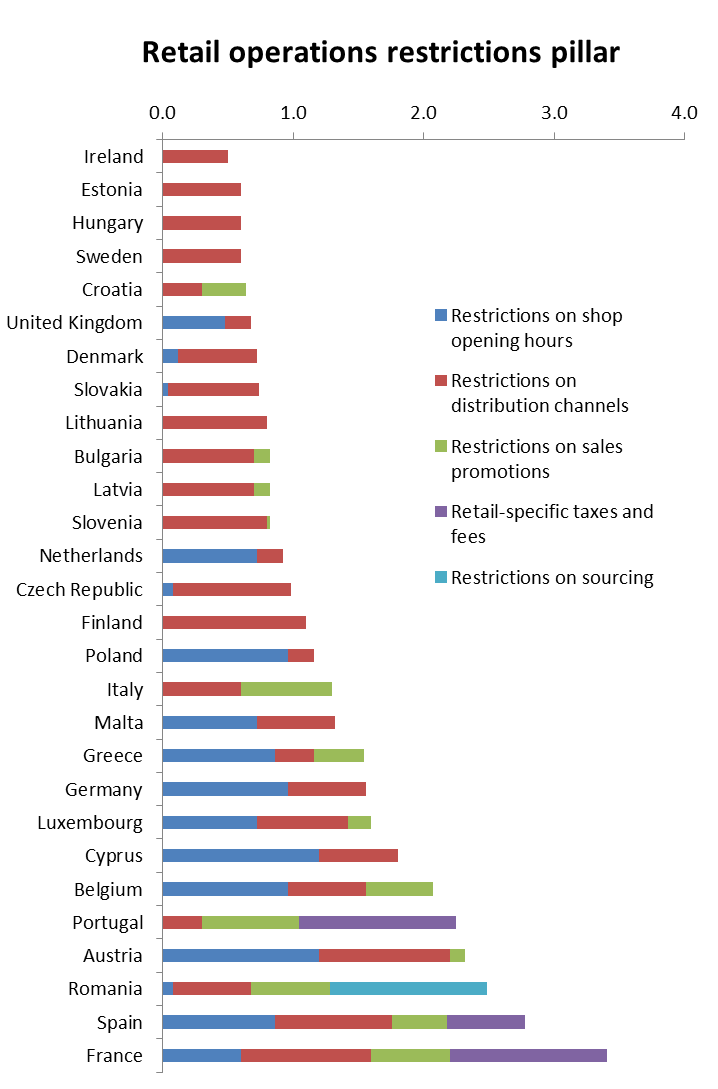 Retail operations restrictions pillar
0.0 1.0 2.0 3.0 4.0
Ireland
Estonia
Hungary
Sweden
Croatia
United Kingdom
Denmark
Slovakia
Lithuania
Bulgaria
Latvia
Slovenia
Netherlands
Czech Republic
Finland
Poland
Italy
Malta
Greece
Germany
Luxembourg
Cyprus
Belgium
Portugal
Austria
Romania
Spain
France
Restrictions on shop
opening hours
Restrictions on
distribution channels
Restrictions on sales
promotions
Retail-specific taxes and
fees
Restrictions on sourcing